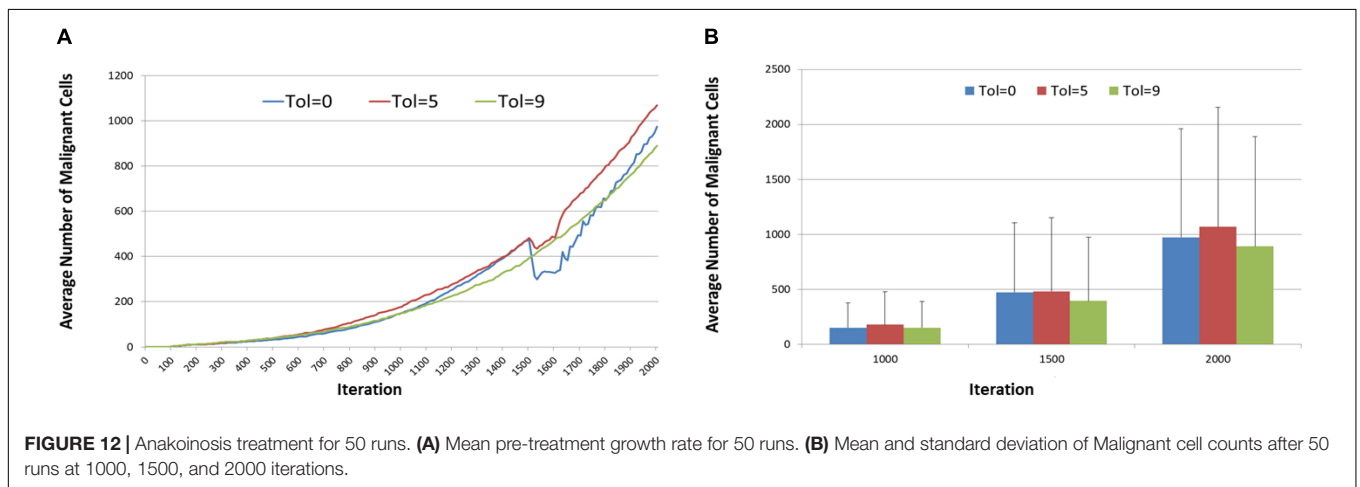 A
Average Number of Malignant Cells
1200
1000
800
600
400
200
0
Tol=0 Tol=5 Tol=9
0 100 200 300 400 500 600 700 800 900 1000 1100 1200 1300 1400 1500 1600 1700 1800 1900 2000
Iteration
B
Average Number of Malignant Cells
2500
2000
1500
1000
500
0
Tol=0 Tol=5 Tol=9
1000 1500 2000
Iteration
FIGURE 12 | Anakoinosis treatment for 50 runs. (A) Mean pre-treatment growth rate for 50 runs. (B) Mean and standard deviation of Malignant cell counts after 50
runs at 1000, 1500, and 2000 iterations.